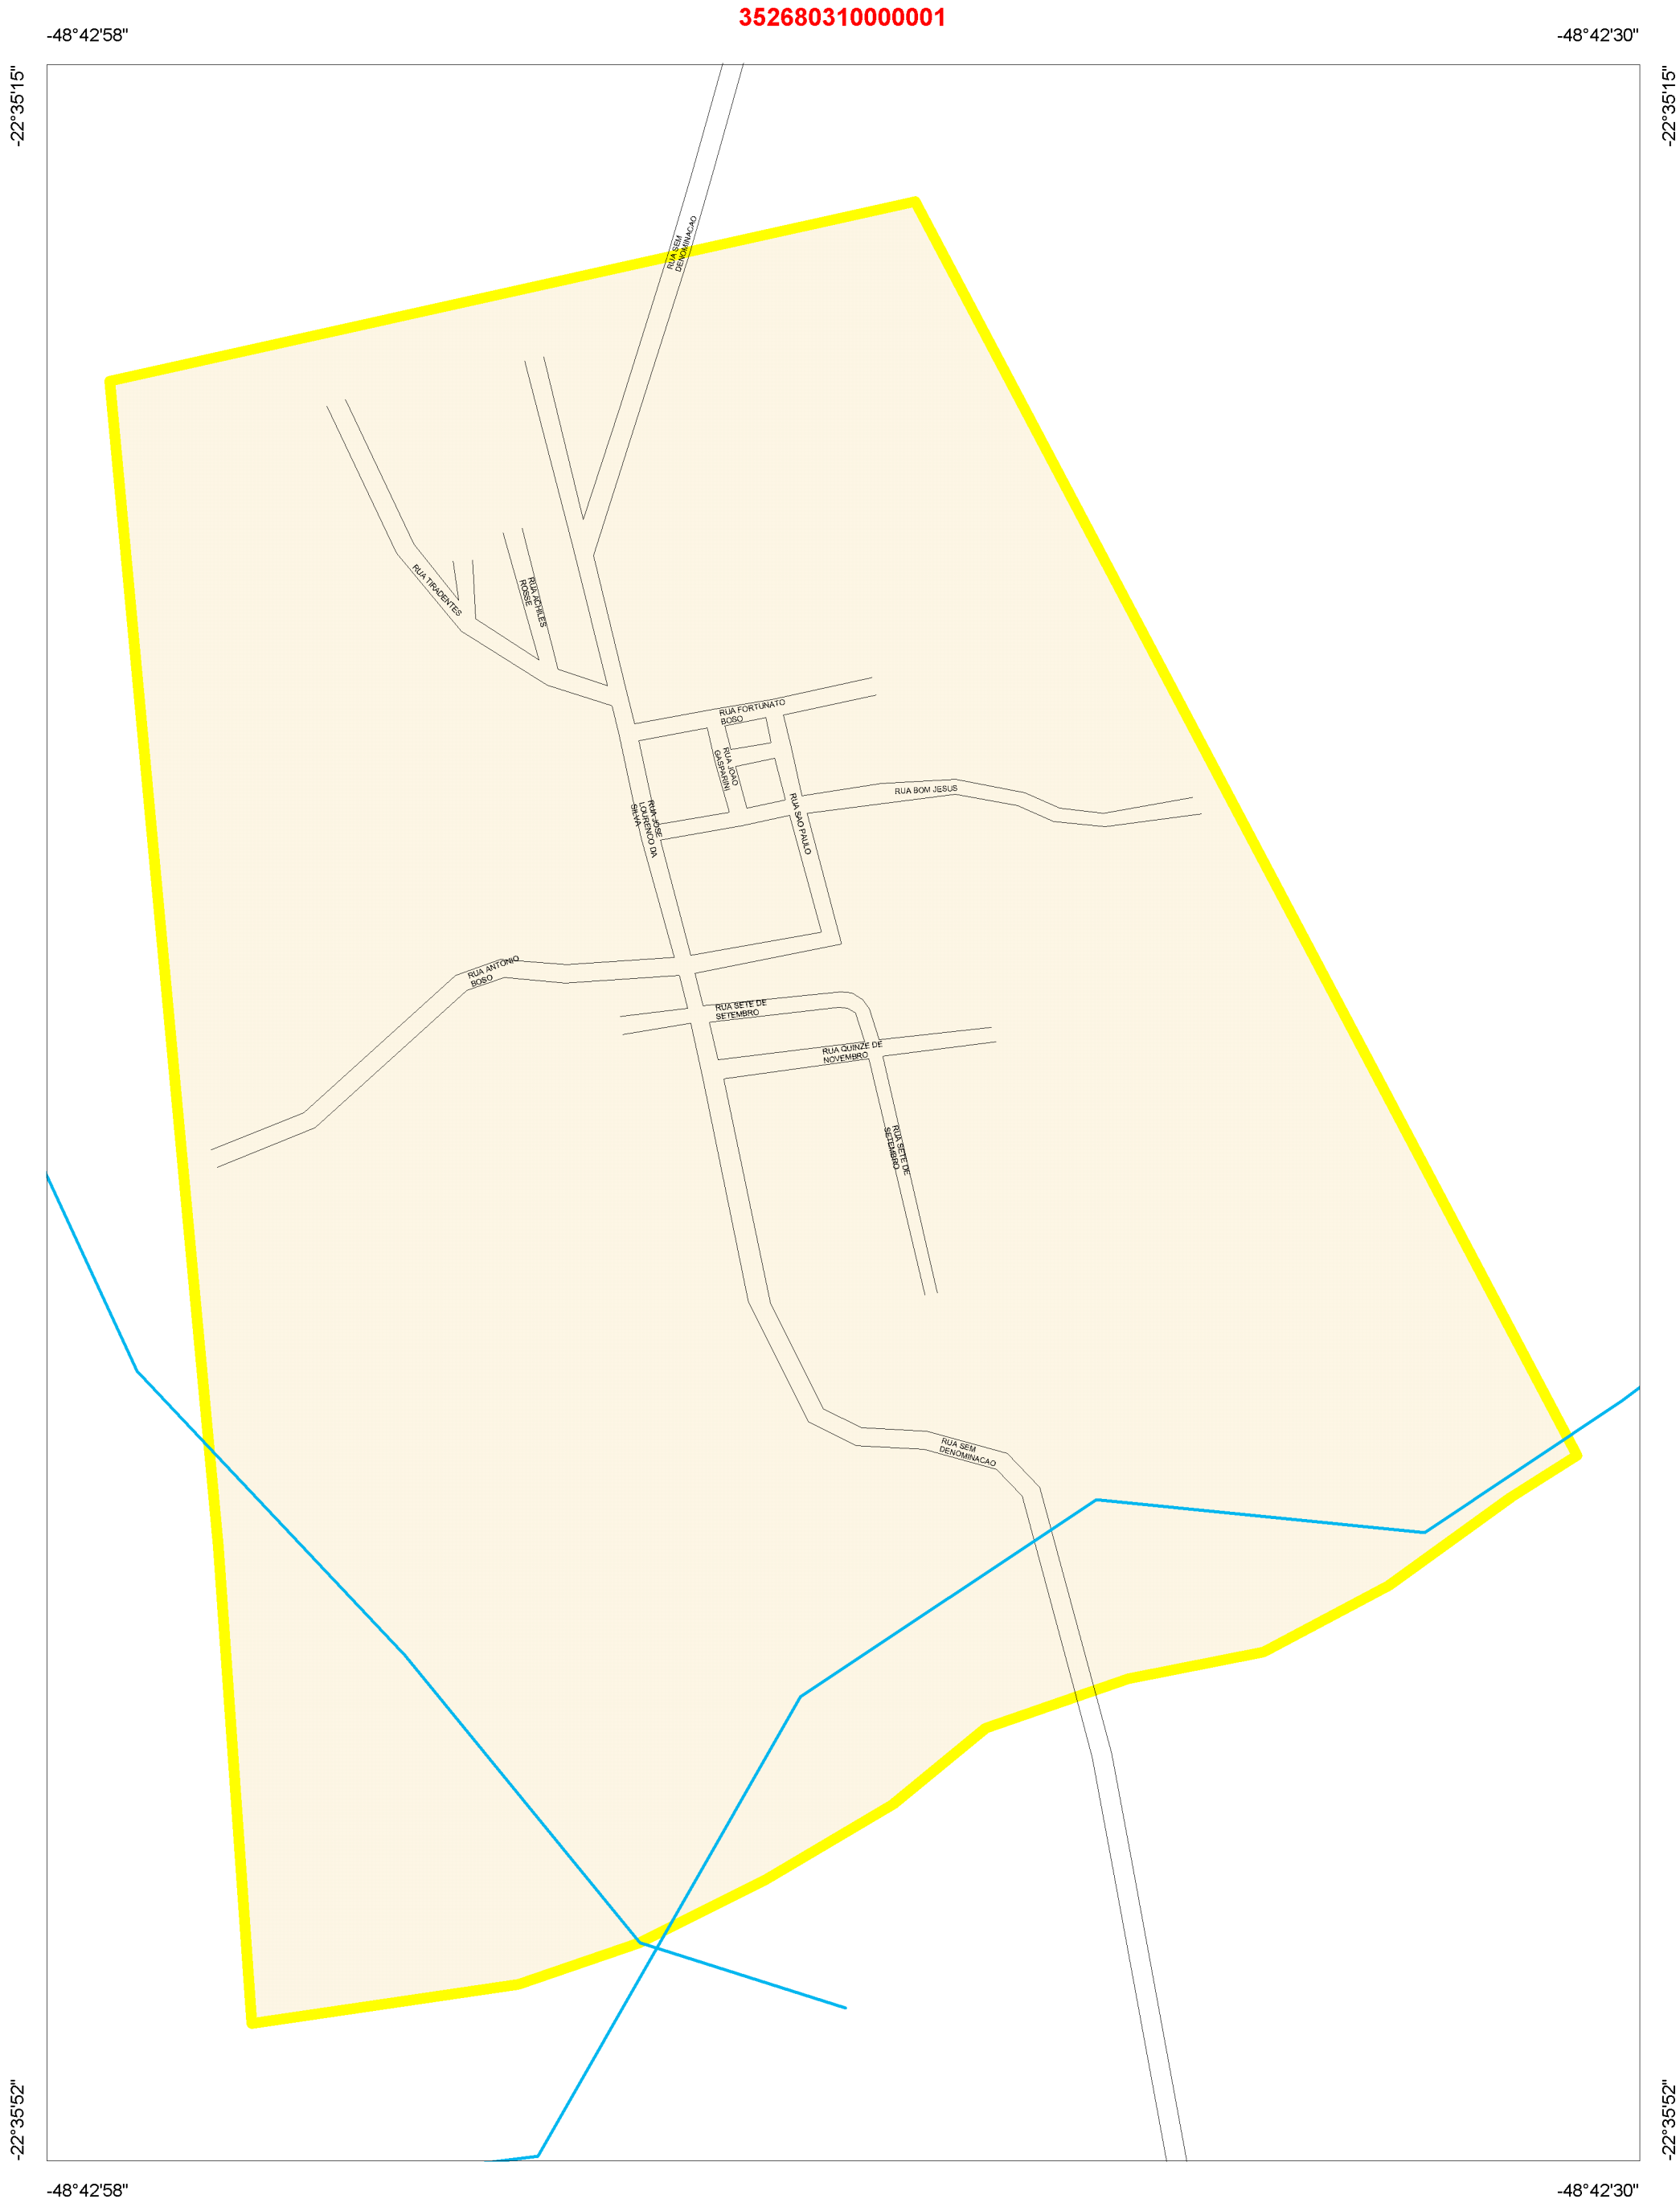 352680310000001
-48°42'58"
-48°42'30"
-22°35'15"
-22°35'15"
RUA SEM
DENOMINACAO
RUA TIRADENTES
RUA ACHILES
ROSSE
RUA FORTUNATO
BOSO
RUA JOAO
GASPARINI
RUA BOM JESUS
RUA JOSE
LOURENCO DA
SILVA
RUA SAO PAULO
RUA ANTONIO
BOSO
RUA SETE DE
SETEMBRO
RUA QUINZE DE
NOVEMBRO
RUA SETE DE
SETEMBRO
RUA SEM
DENOMINACAO
-22°35'52"
-22°35'52"
-48°42'58"
-48°42'30"